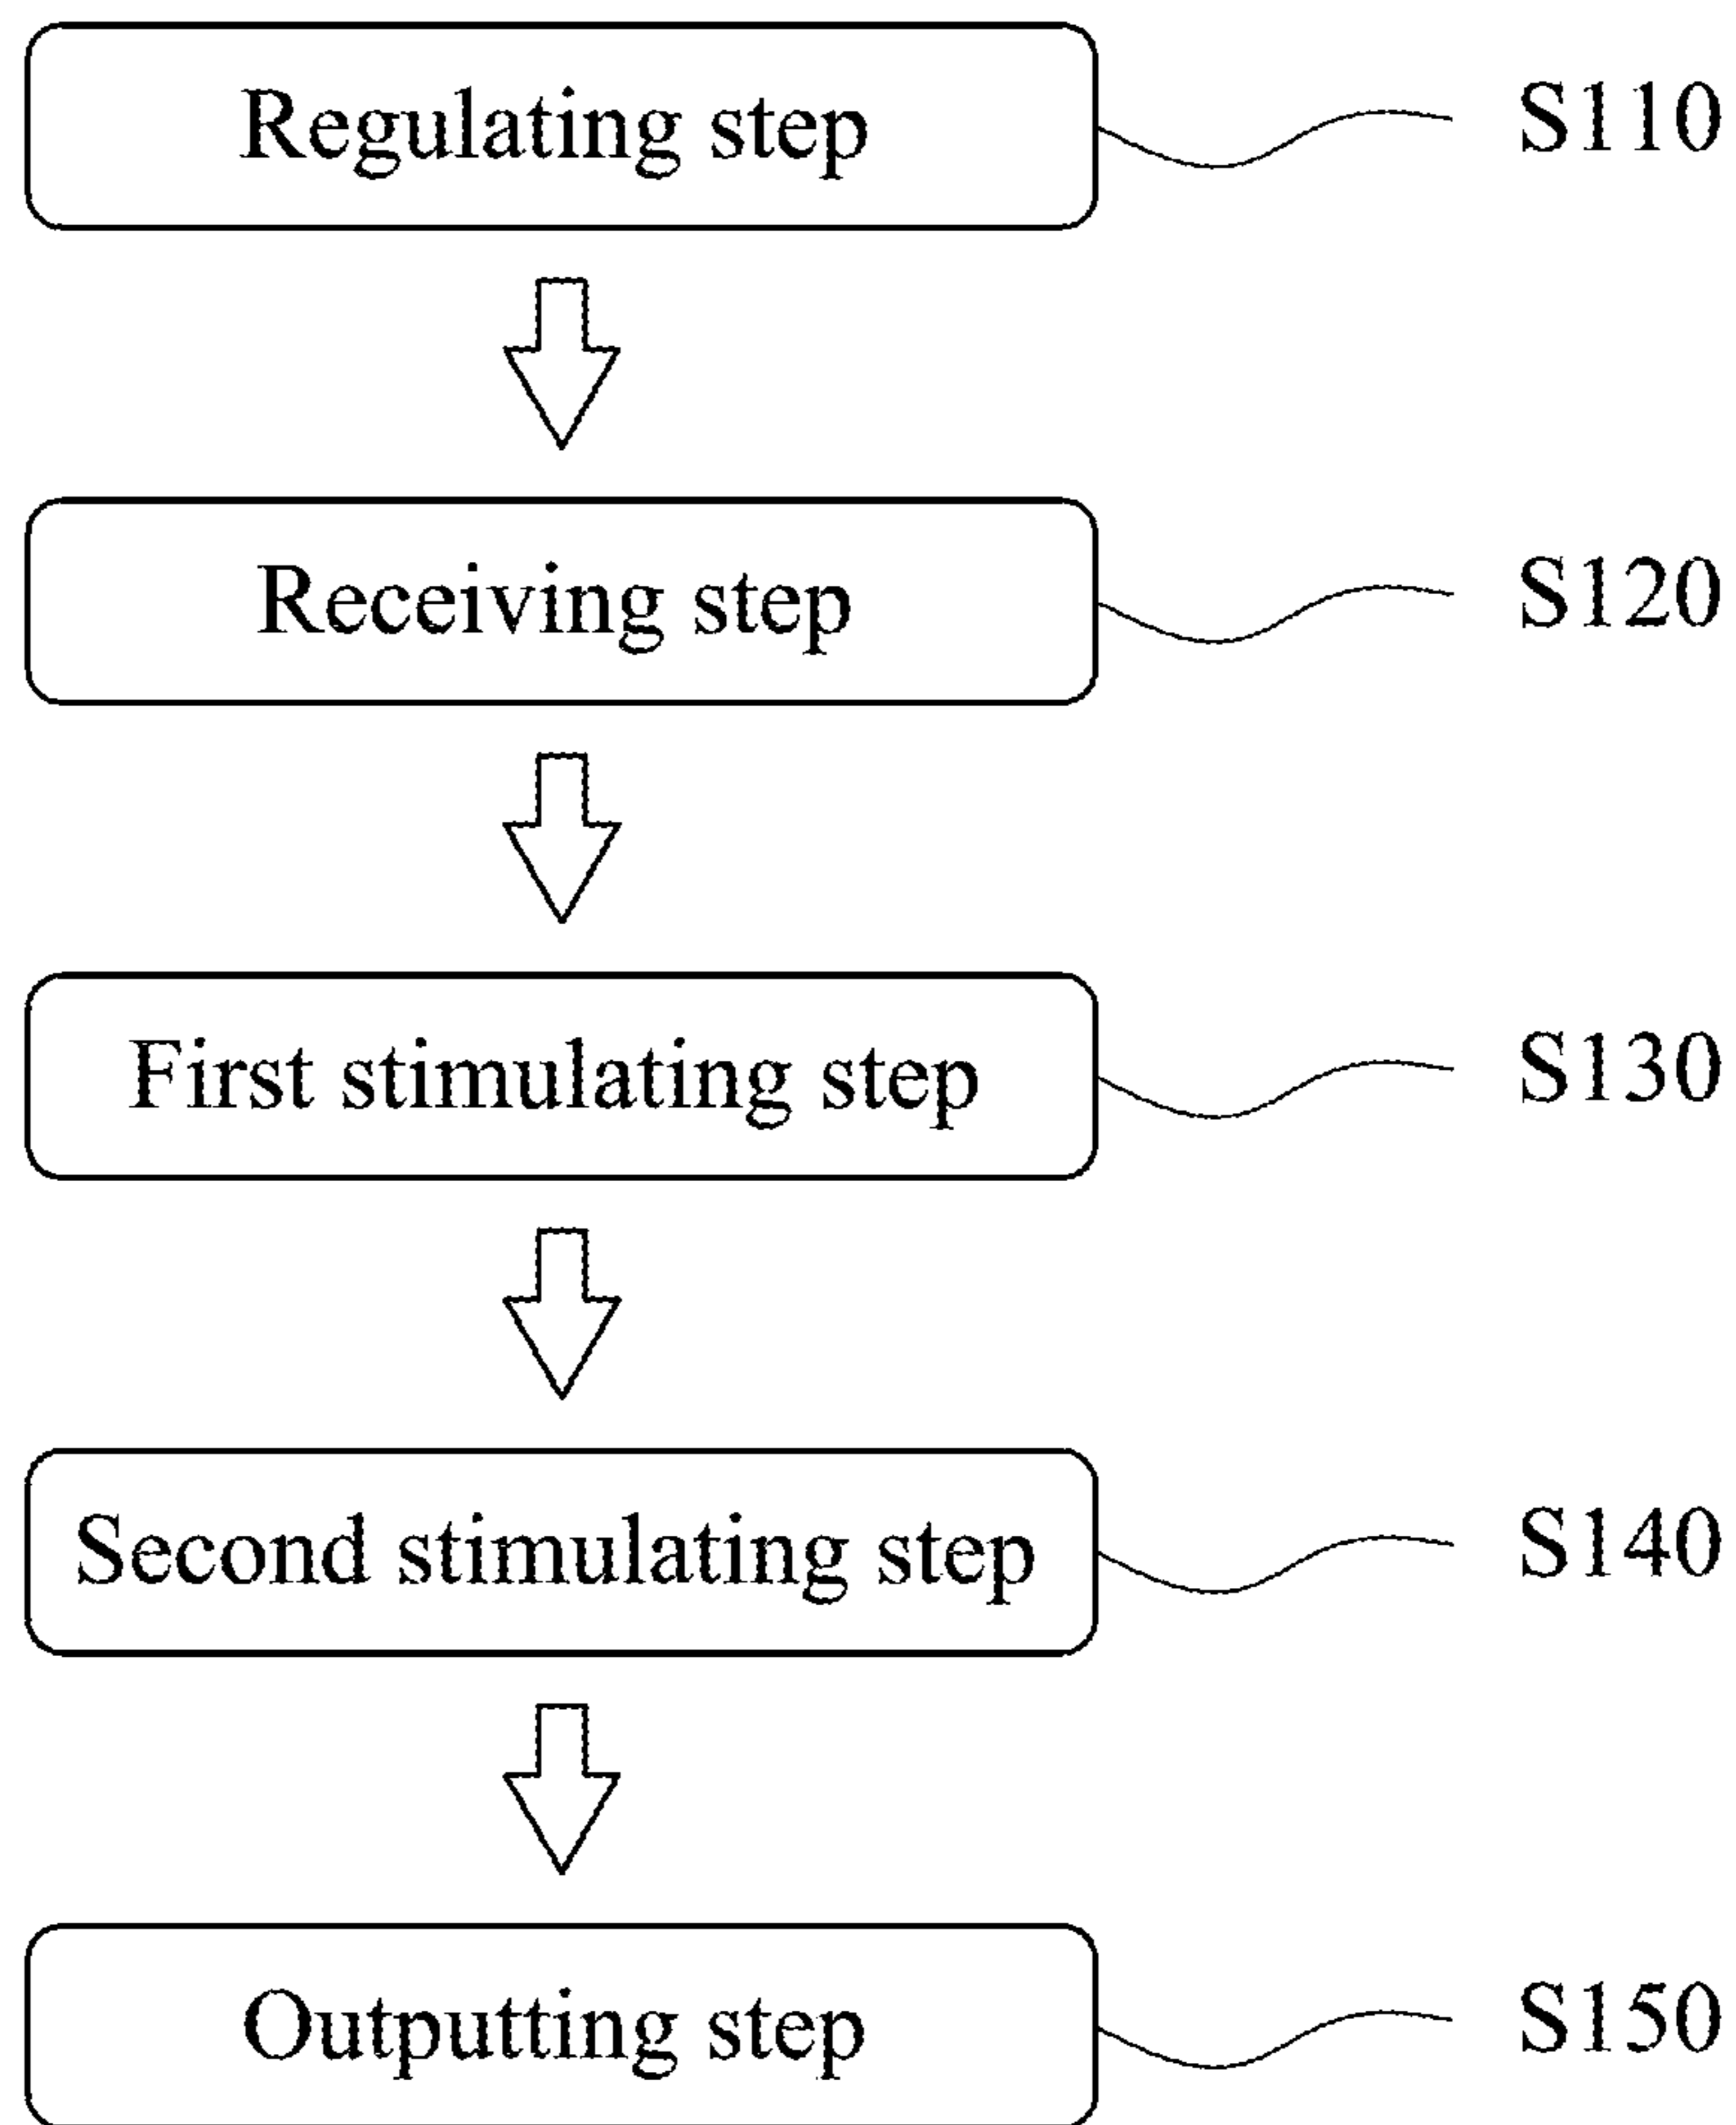 Regulating step S110
Receiving step S120
First stimulating step S130
Second stimulating step S140
Outputting step S150